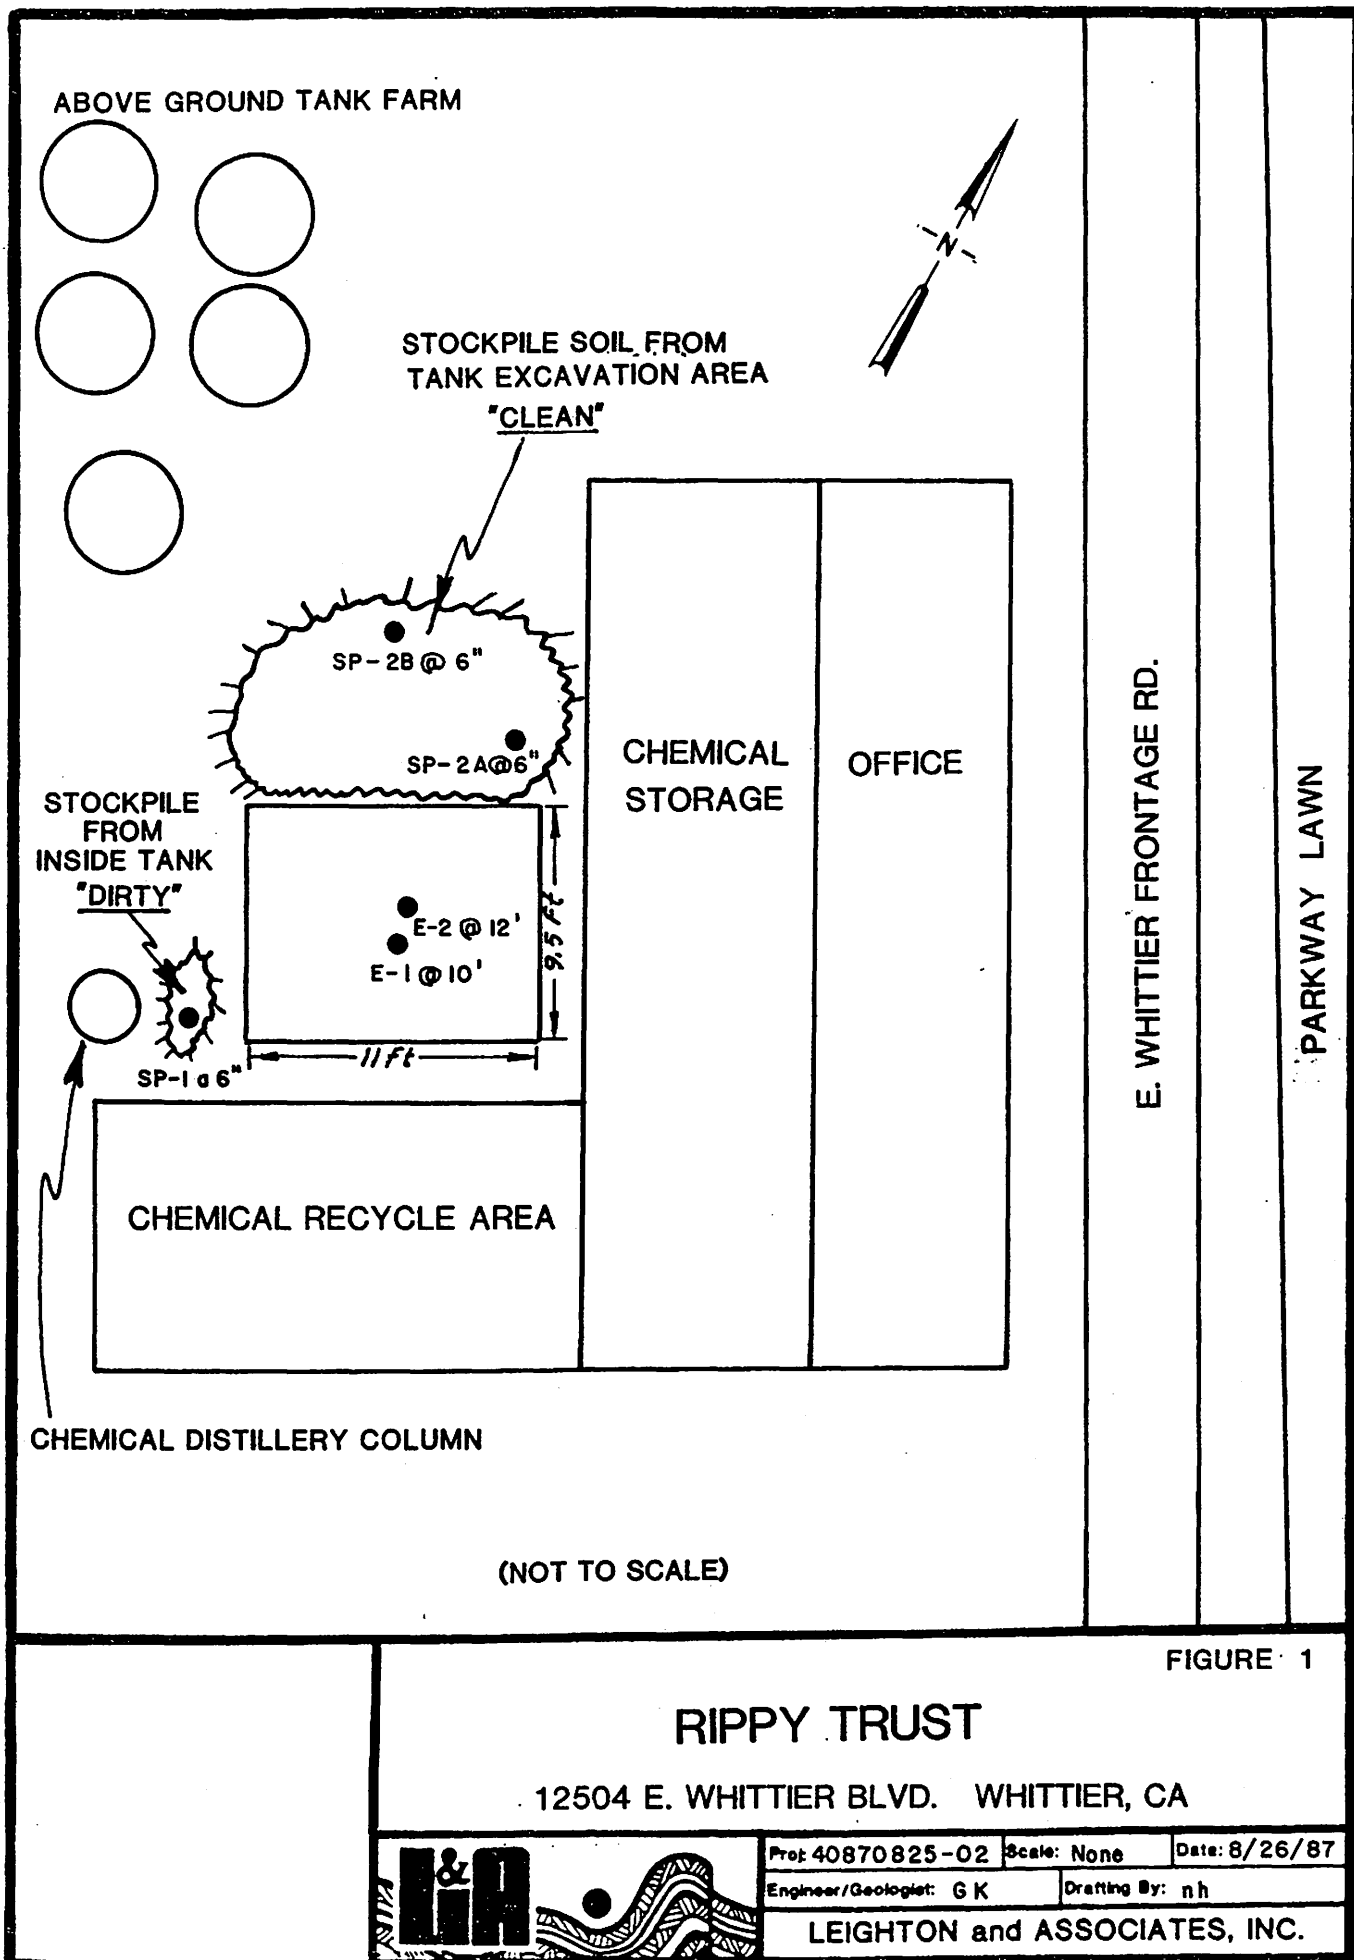 ABOVE GROUND TANK FARM
N
STOCKPILE SOIL FROM
TANK EXCAVATION AREA
"CLEAN"
SP-2B @ 6"
SP-2A@6"
CHEMICAL
STORAGE
OFFICE
E. WHITTIER FRONTAGE RD.
PARKWAY LAWN
STOCKPILE
FROM
INSIDE TANK
"DIRTY"
E-2 @ 12'
E-1 @ 10'
9.5 Ft
11 Ft
SP-1 a 6"
CHEMICAL RECYCLE AREA
CHEMICAL DISTILLERY COLUMN
(NOT TO SCALE)
FIGURE 1
RIPPY TRUST
12504 E. WHITTIER BLVD. WHITTIER, CA
L&A
Proj: 40870825-02 Scale: None Date: 8/26/87
Engineer/Geologist: GK Drafting By: nh
LEIGHTON and ASSOCIATES, INC.